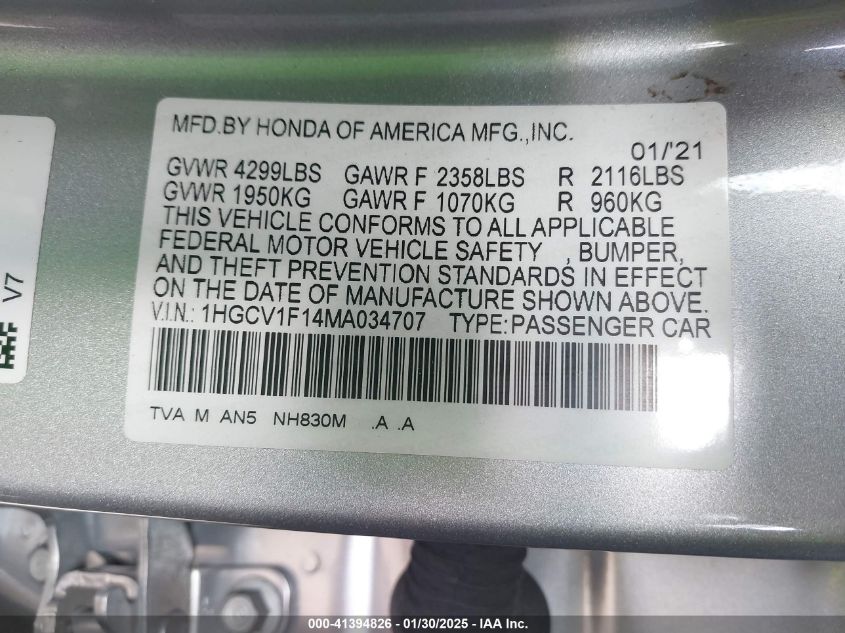 MFD.BY HONDA OF AMERICA MFG.,INC.
01/'21
GVWR 4299LBS GAWR F 2358LBS R 2116LBS
GVWR 1950KG GAWR F 1070KG R 960KG
THIS VEHICLE CONFORMS TO ALL APPLICABLE
FEDERAL MOTOR VEHICLE SAFETY , BUMPER,
AND THEFT PREVENTION STANDARDS IN EFFECT
ON THE DATE OF MANUFACTURE SHOWN ABOVE.
V.I.N.: 1HGCV1F14MA034707 TYPE:PASSENGER CAR
TVA M AN5 NH830M .A .A
V7
000-41394826 - 01/30/2025 - IAA Inc.